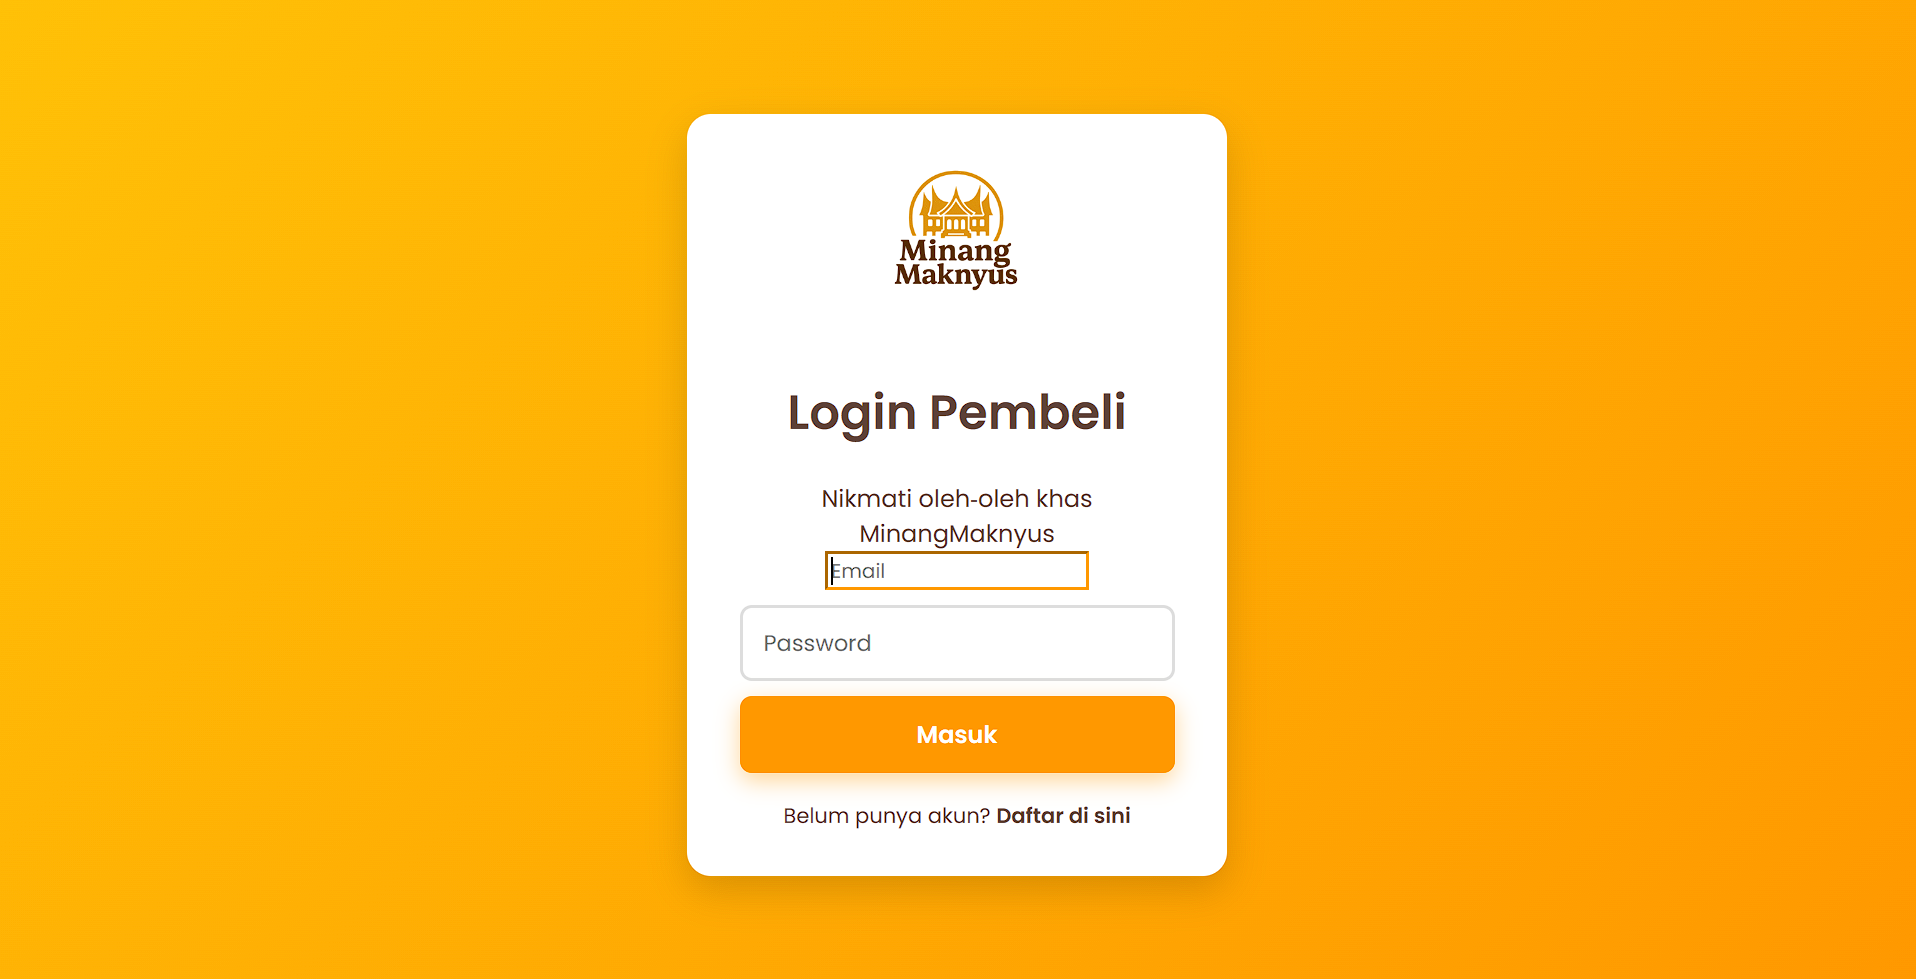 Minang
Maknyus
Login Pembeli
Nikmati oleh-oleh khas
MinangMaknyus
Email
Password
Masuk
Belum punya akun? Daftar di sini